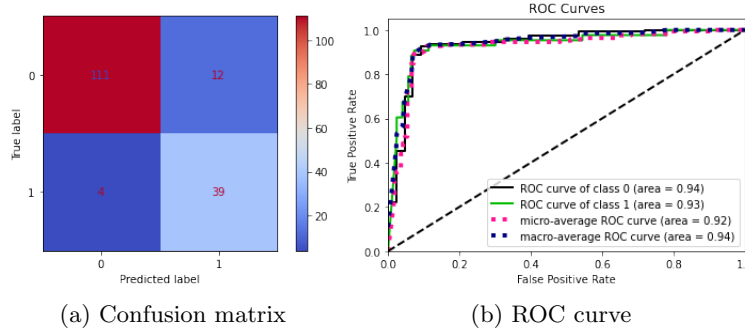 0
1
True label
111
12
4
39
0
1
Predicted label
100
80
60
40
20
(a) Confusion matrix
ROC Curves
True Positive Rate
1.0
0.8
0.6
0.4
0.2
0.0
ROC curve of class 0 (area = 0.94)
ROC curve of class 1 (area = 0.93)
micro-average ROC curve (area = 0.92)
macro-average ROC curve (area = 0.94)
0.0
0.2
0.4
0.6
0.8
False Positive Rate
(b) ROC curve